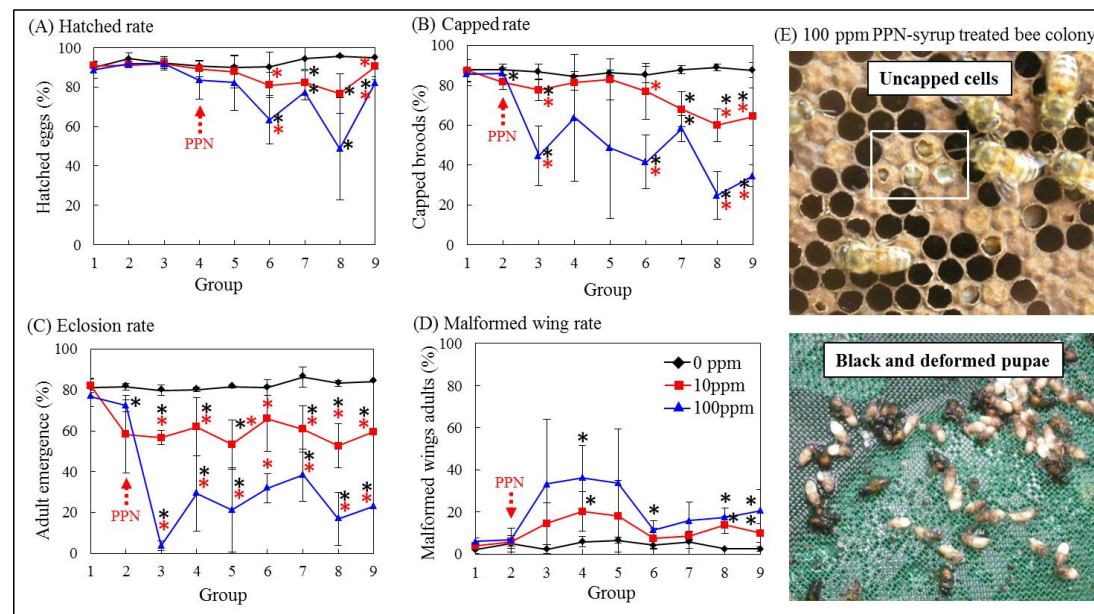 (A) Hatched rate
Hatched eggs (%)
100
80
60
40
20
0
PPN
1 2 3 4 5 6 7 8 9
Group
(B) Capped rate
Capped broods (%)
100
80
60
40
20
0
PPN
1 2 3 4 5 6 7 8 9
Group
(C) Eclosion rate
Adult emergence (%)
100
80
60
40
20
0
PPN
1 2 3 4 5 6 7 8 9
Group
(D) Malformed wing rate
Malformed wings adults (%)
100
80
60
40
20
0
0 ppm
10ppm
100ppm
PPN
1 2 3 4 5 6 7 8 9
Group
(E) 100 ppm PPN-syrup treated bee colony
Uncapped cells
Black and deformed pupae